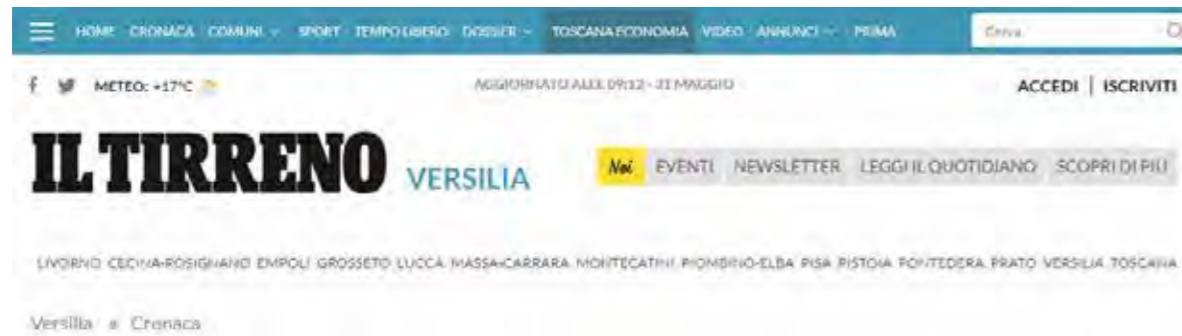 HOME CRONACA COMUNI SPORT TEMPO LIBERO DOSSIER TOSCANA ECONOMIA VIDEO ANNUNCI PRIMA Cerca
METEO: +17°C AGGIORNATO ALLE 09:12 - 31 MAGGIO ACCEDI | ISCRIVITI
IL TIRRENO VERSILIA
Noi EVENTI NEWSLETTER LEGGI IL QUOTIDIANO SCOPRI DI PIÙ
LIVORNO CECINA-ROSIGNANO EMPOLI GROSSETO LUCCA MASSA-CARRARA MONTECATINI PIOMBINO-ELBA PISA PISTOIA PONTEDERA PRATO VERSILIA TOSCANA
Versilia » Cronaca